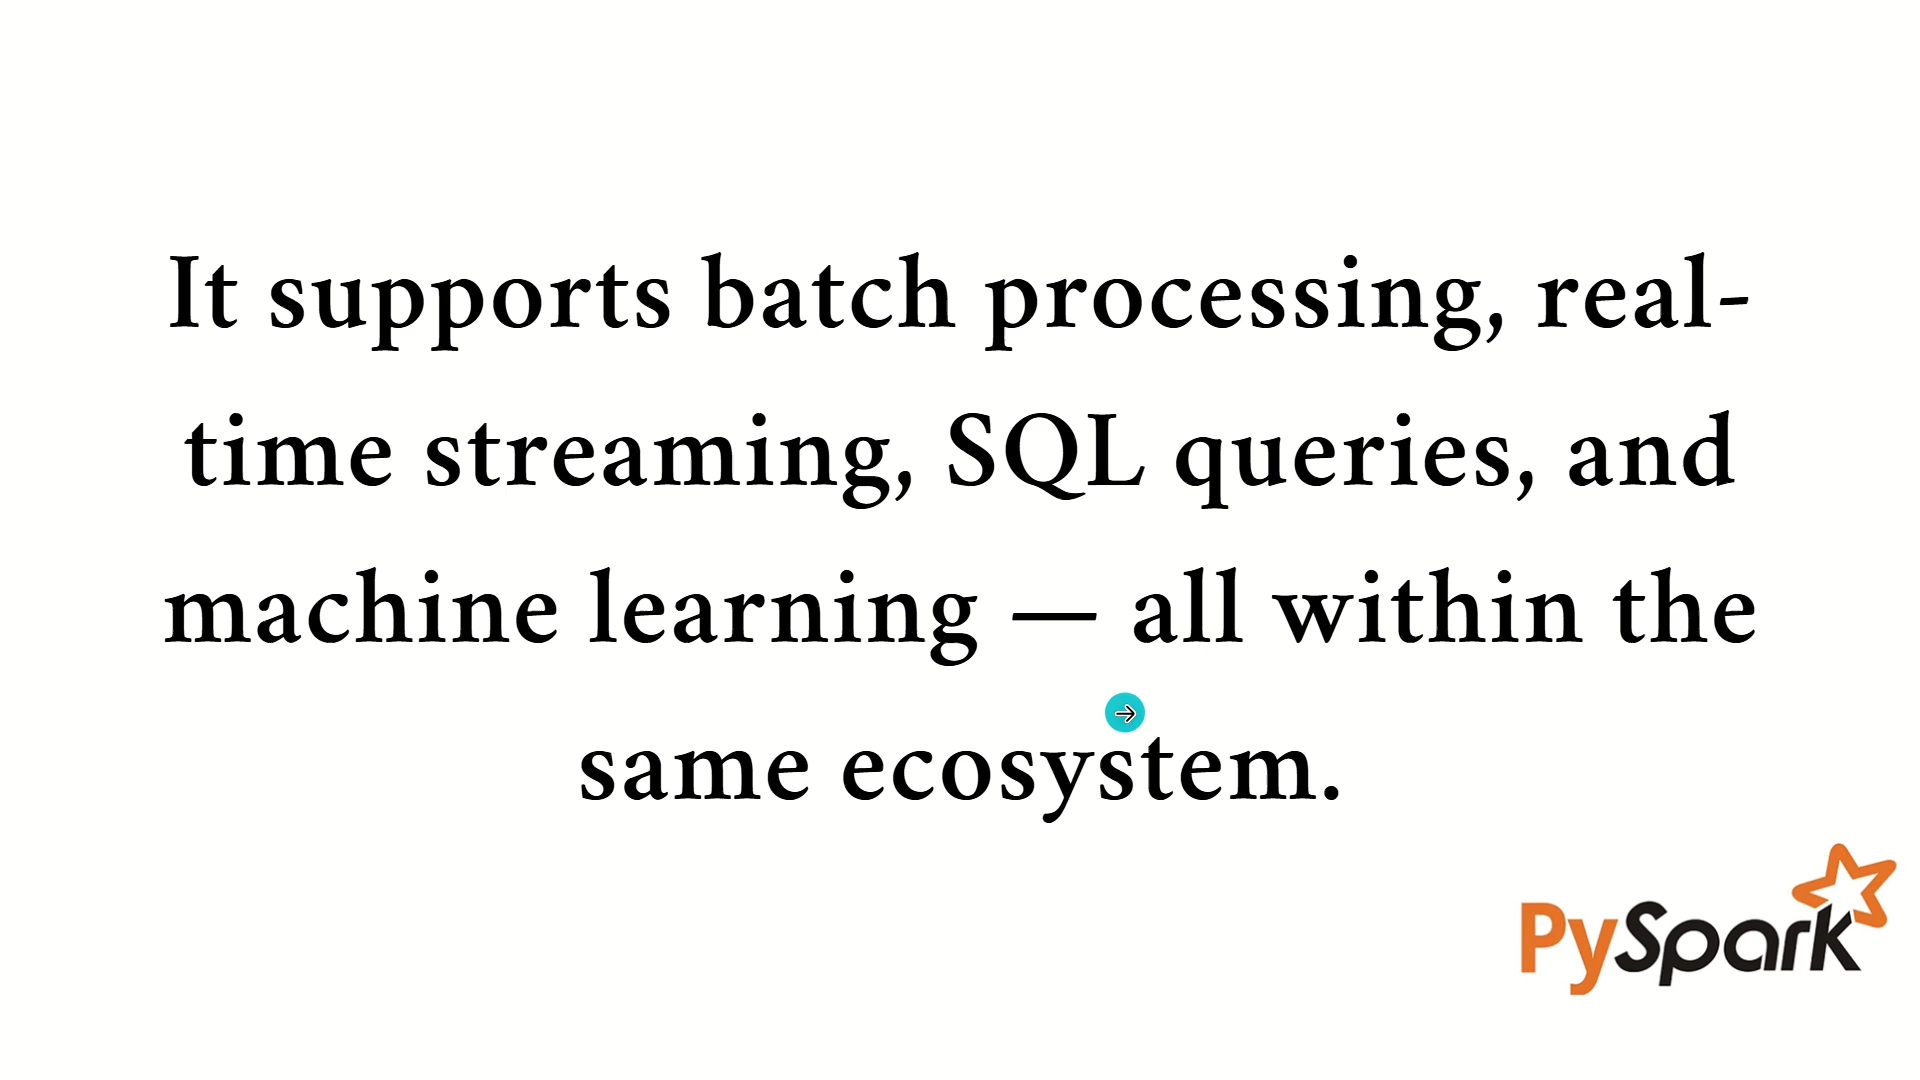 It supports batch processing, real-
time streaming, SQL queries, and
machine learning — all within the
same ecosystem.
PySpark